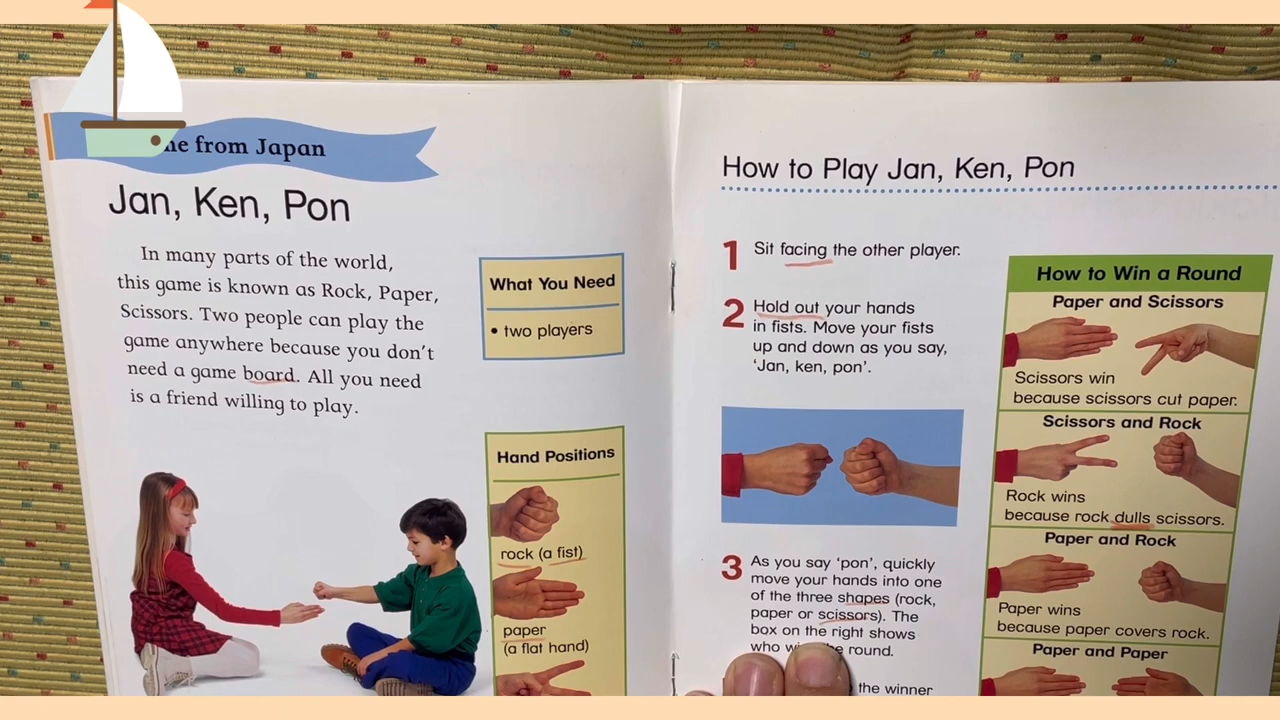 from Japan
Jan, Ken, Pon
In many parts of the world,
this game is known as Rock, Paper,
Scissors. Two people can play the
game anywhere because you don't
need a game board. All you need
is a friend willing to play.
What You Need
• two players
Hand Positions
rock (a fist)
paper
(a flat hand)
How to Play Jan, Ken, Pon
1 Sit facing the other player.
2 Hold out your hands
in fists. Move your fists
up and down as you say,
'Jan, ken, pon'.
3 As you say 'pon', quickly
move your hands into one
of the three shapes (rock,
paper or scissors). The
box on the right shows
who round.
the winner
How to Win a Round
Paper and Scissors
Scissors win
because scissors cut paper.
Scissors and Rock
Rock wins
because rock dulls scissors.
Paper and Rock
Paper wins
because paper covers rock.
Paper and Paper